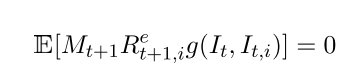 𝔼[M_{t+1}R^e_{t+1,i}g(I_t, I_{t,i})] = 0